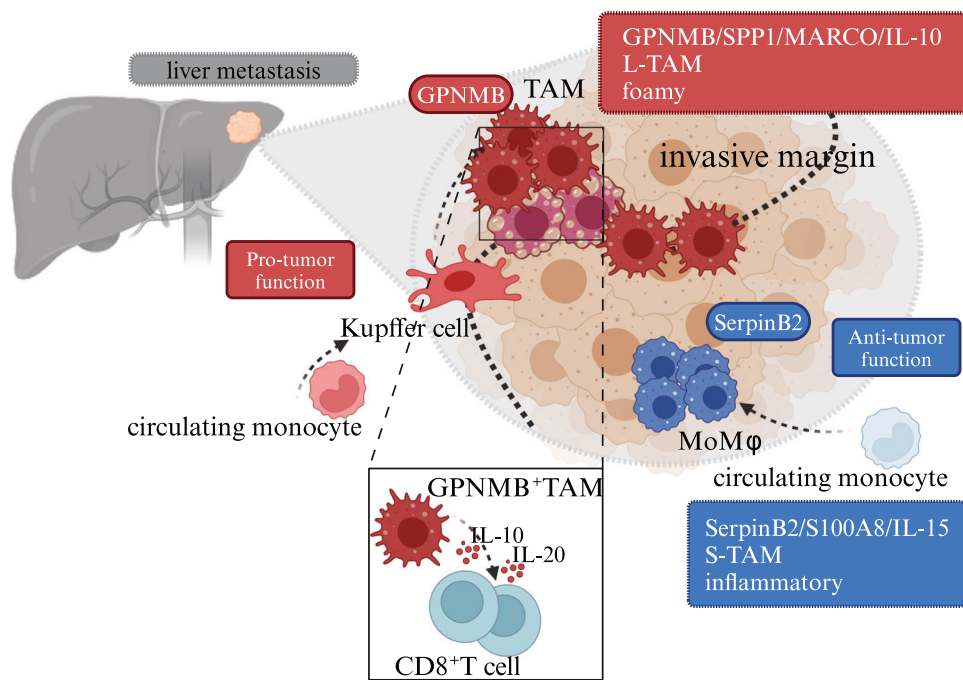 liver metastasis
GPNMB
TAM
GPNMB/SPP1/MARCO/IL-10
L-TAM
foamy
invasive margin
Pro-tumor
function
Kupffer cell
circulating monocyte
SerpinB2
Anti-tumor
function
MoMφ
circulating monocyte
GPNMB⁺TAM
IL-10
IL-20
CD8⁺T cell
SerpinB2/S100A8/IL-15
S-TAM
inflammatory